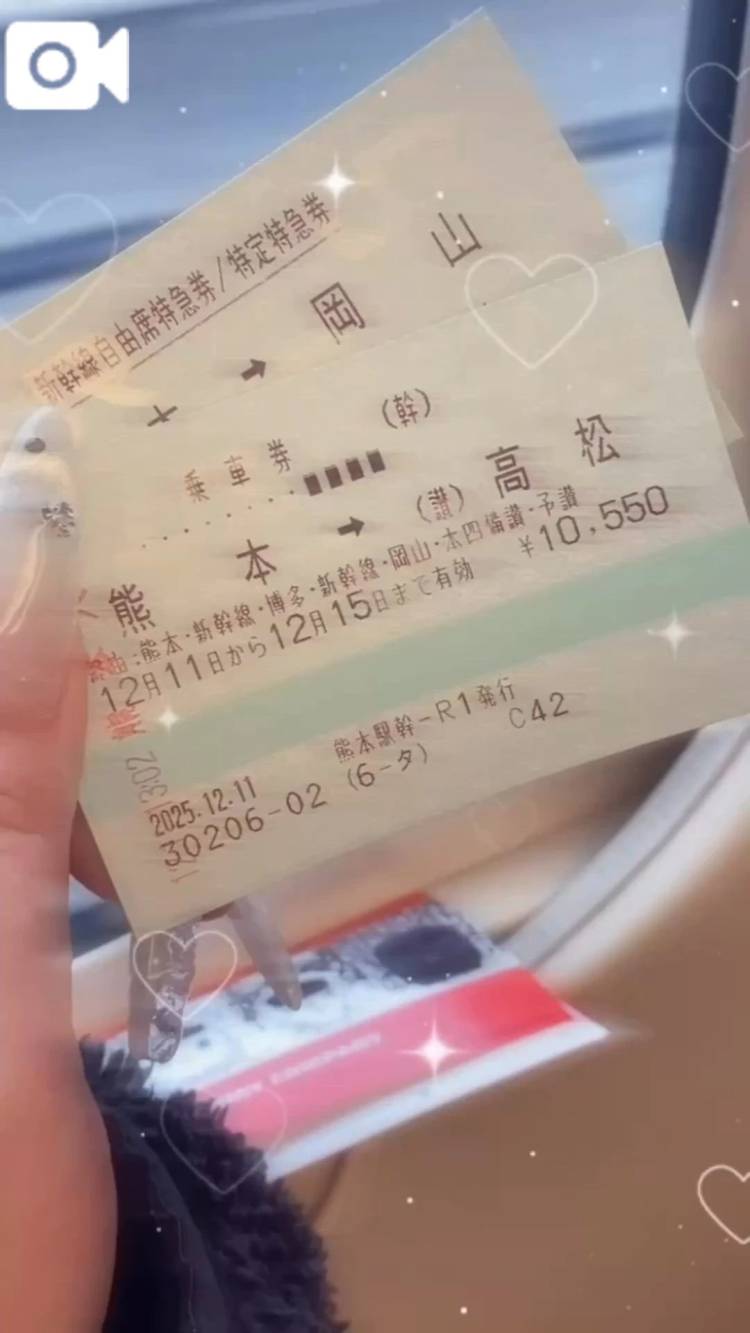 新幹線自由席特急券/特定特急券
➡ 岡 山
乗車券
(幹)
熊 本 ➡ (讃) 高 松
経由:熊本・新幹線・博多・新幹線・岡山・本四備讃・予讃
12月11日から12月15日まで有効 ¥10,550
2025.12.11 熊本駅幹-R1発行
30206-02 (6-タ) C42
13:02